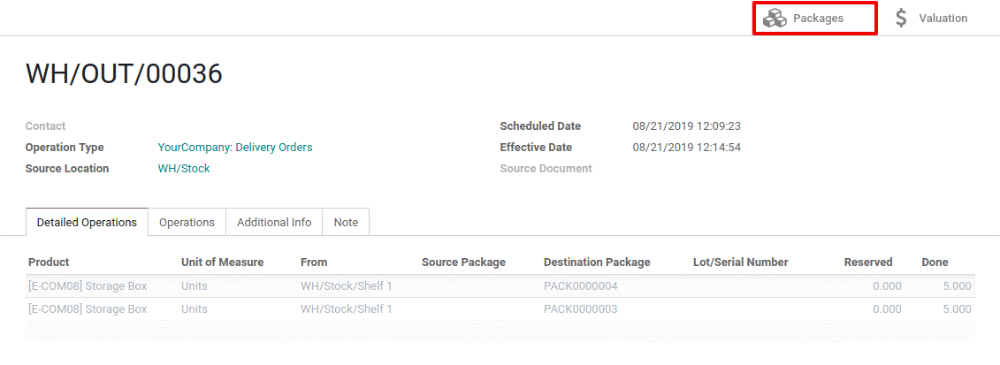 Packages Valuation
WH/OUT/00036
Contact Scheduled Date 08/21/2019 12:09:23
Operation Type YourCompany: Delivery Orders Effective Date 08/21/2019 12:14:54
Source Location WH/Stock Source Document
Detailed Operations Operations Additional Info Note
Product Unit of Measure From Source Package Destination Package Lot/Serial Number Reserved Done
[E-COM08] Storage Box Units WH/Stock/Shelf 1 PACK0000004 0.000 5.000
[E-COM08] Storage Box Units WH/Stock/Shelf 1 PACK0000003 0.000 5.000